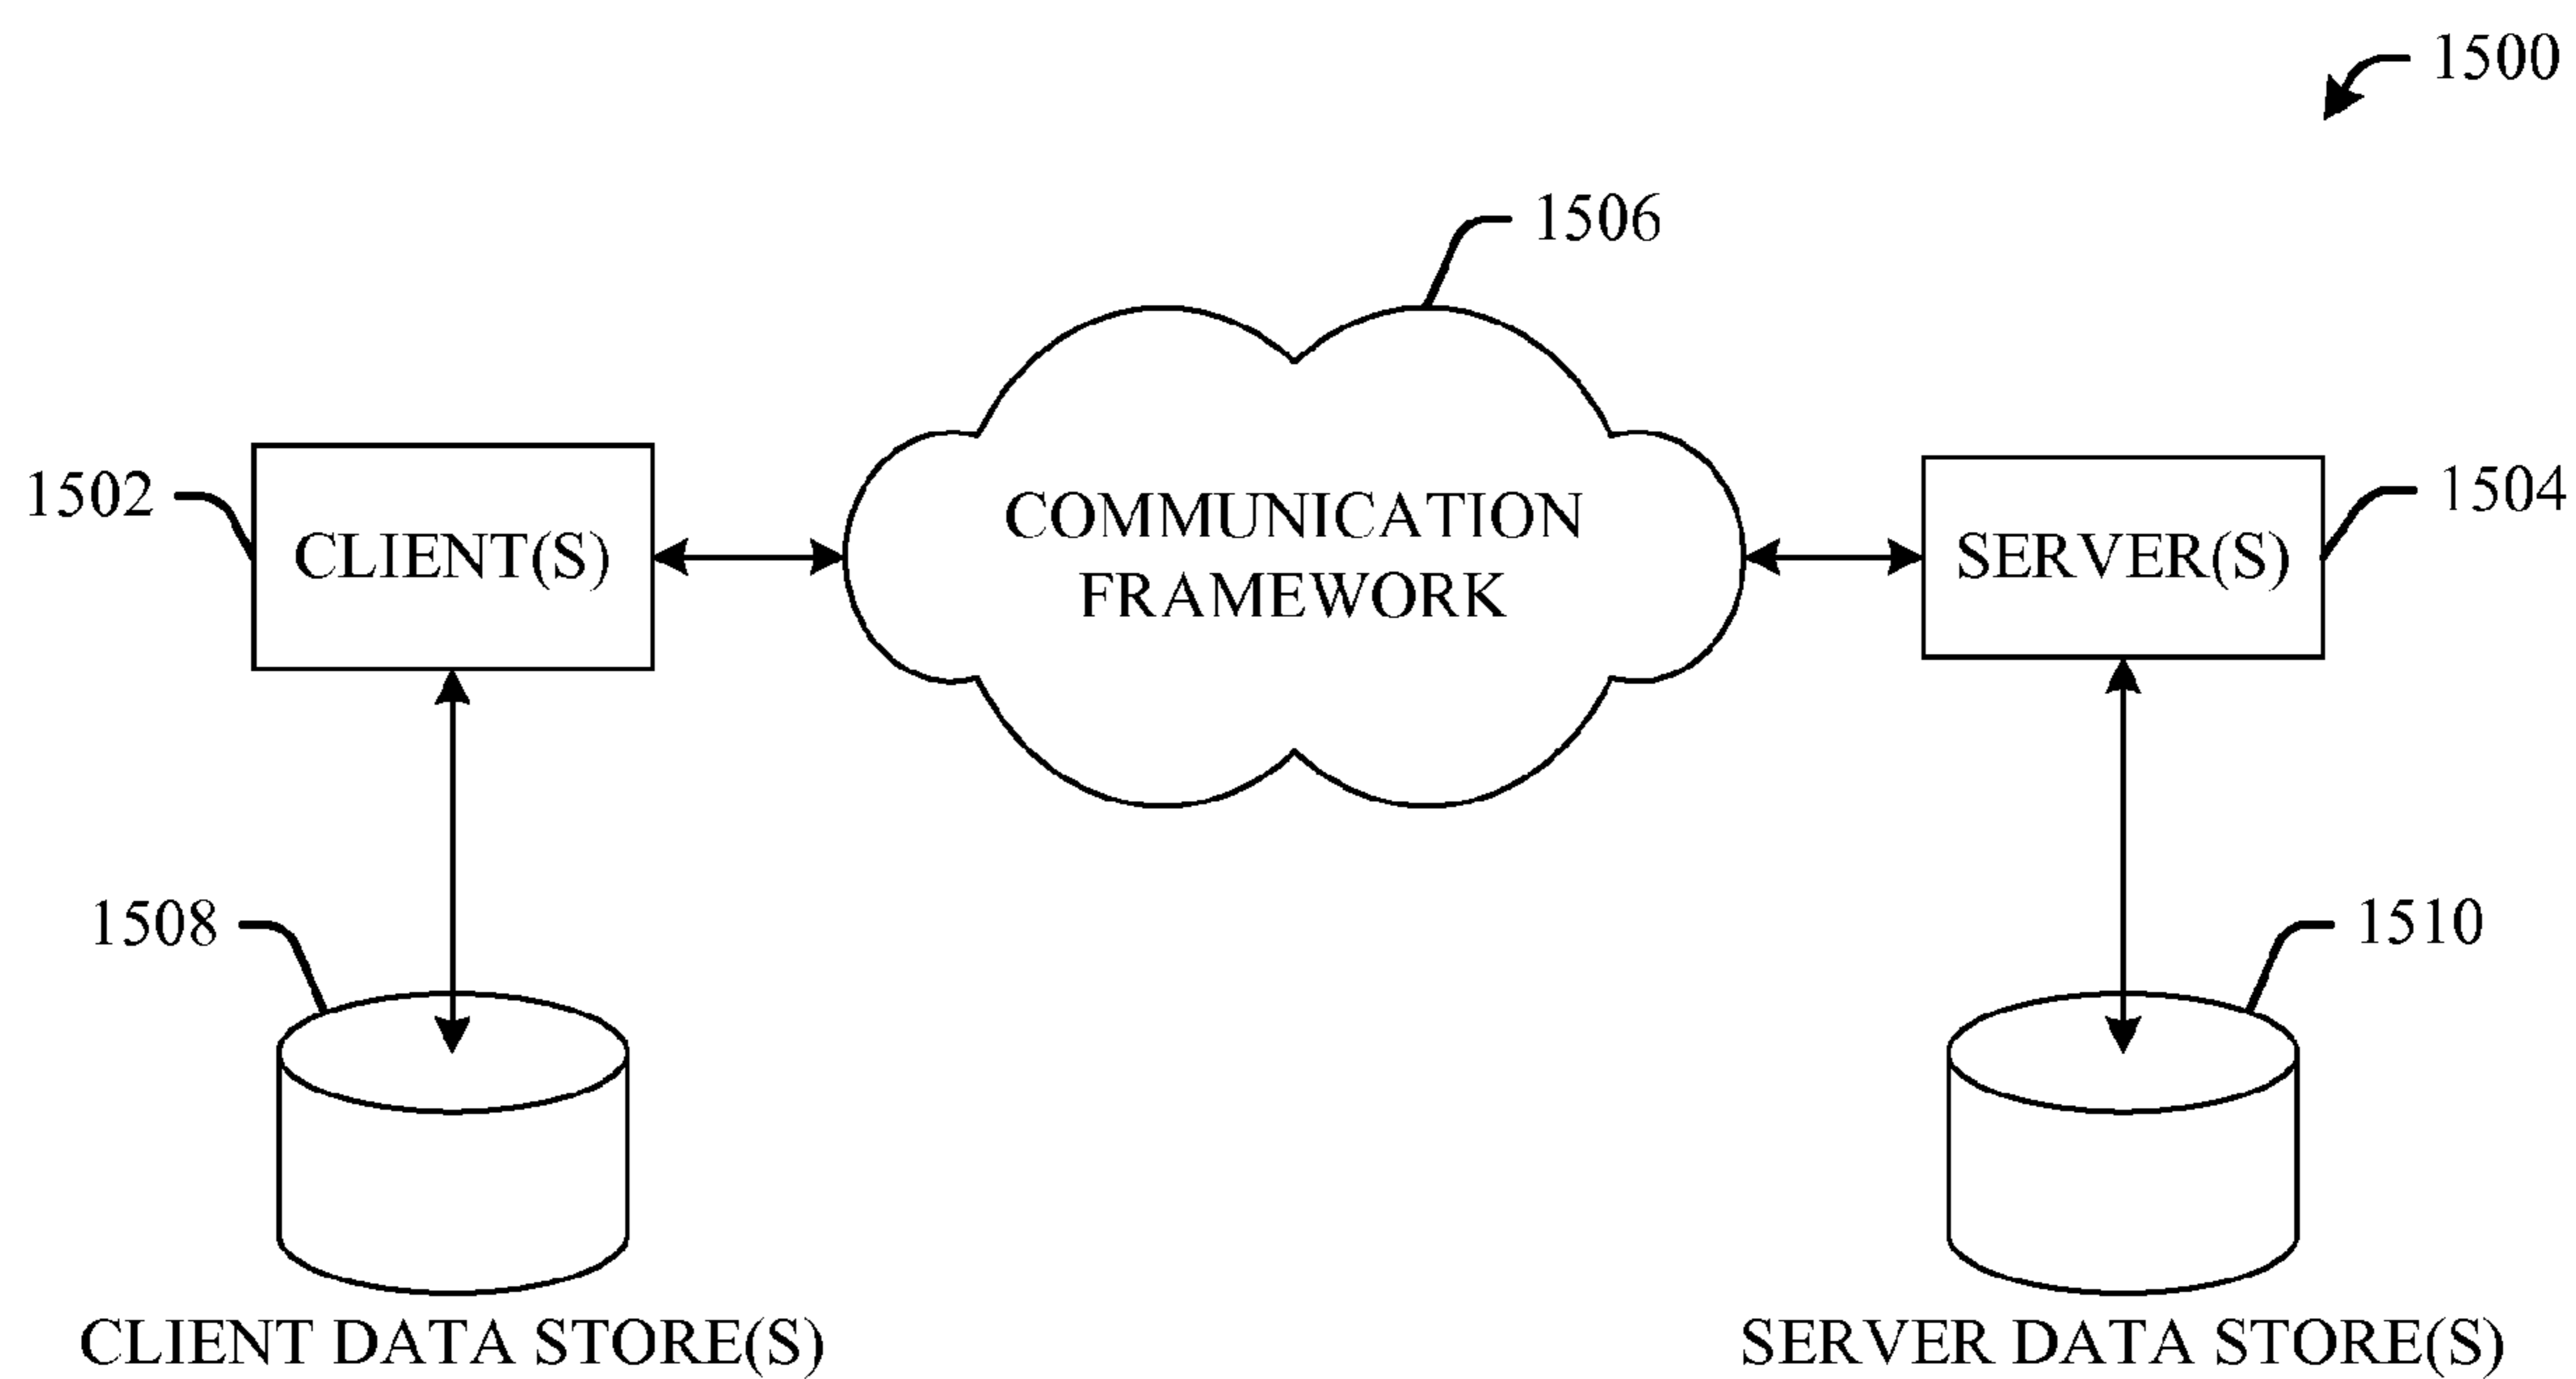 1500
1506
1502
CLIENT(S)
COMMUNICATION
FRAMEWORK
SERVER(S)
1504
1508
1510
CLIENT DATA STORE(S)
SERVER DATA STORE(S)